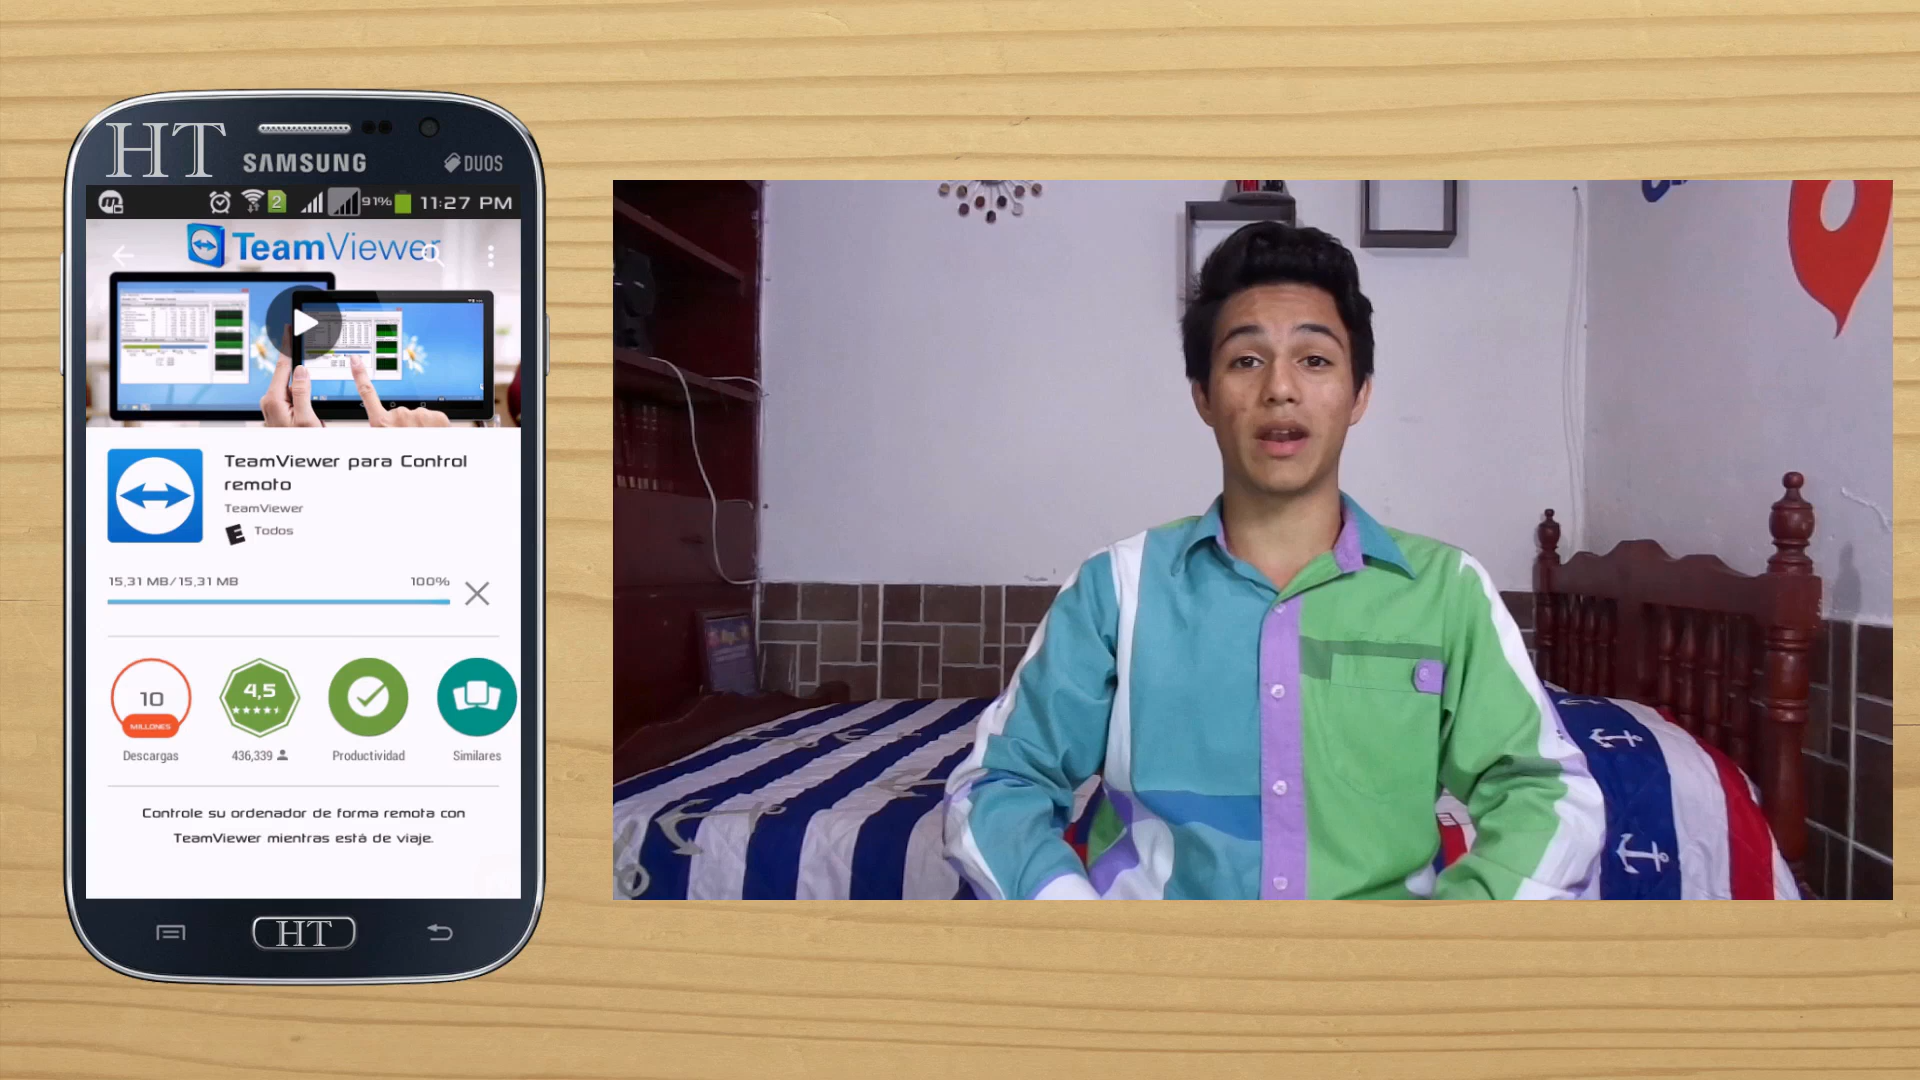 HT
SAMSUNG
DUOS
2
91%
11:27 PM
TeamViewer
TeamViewer para Control
remoto
TeamViewer
E
Todos
15,31 MB/15,31 MB
100%
10
MILLONES
4,5
Descargas
436,339
Productividad
Similares
Controle su ordenador de forma remota con
TeamViewer mientras está de viaje.
HT